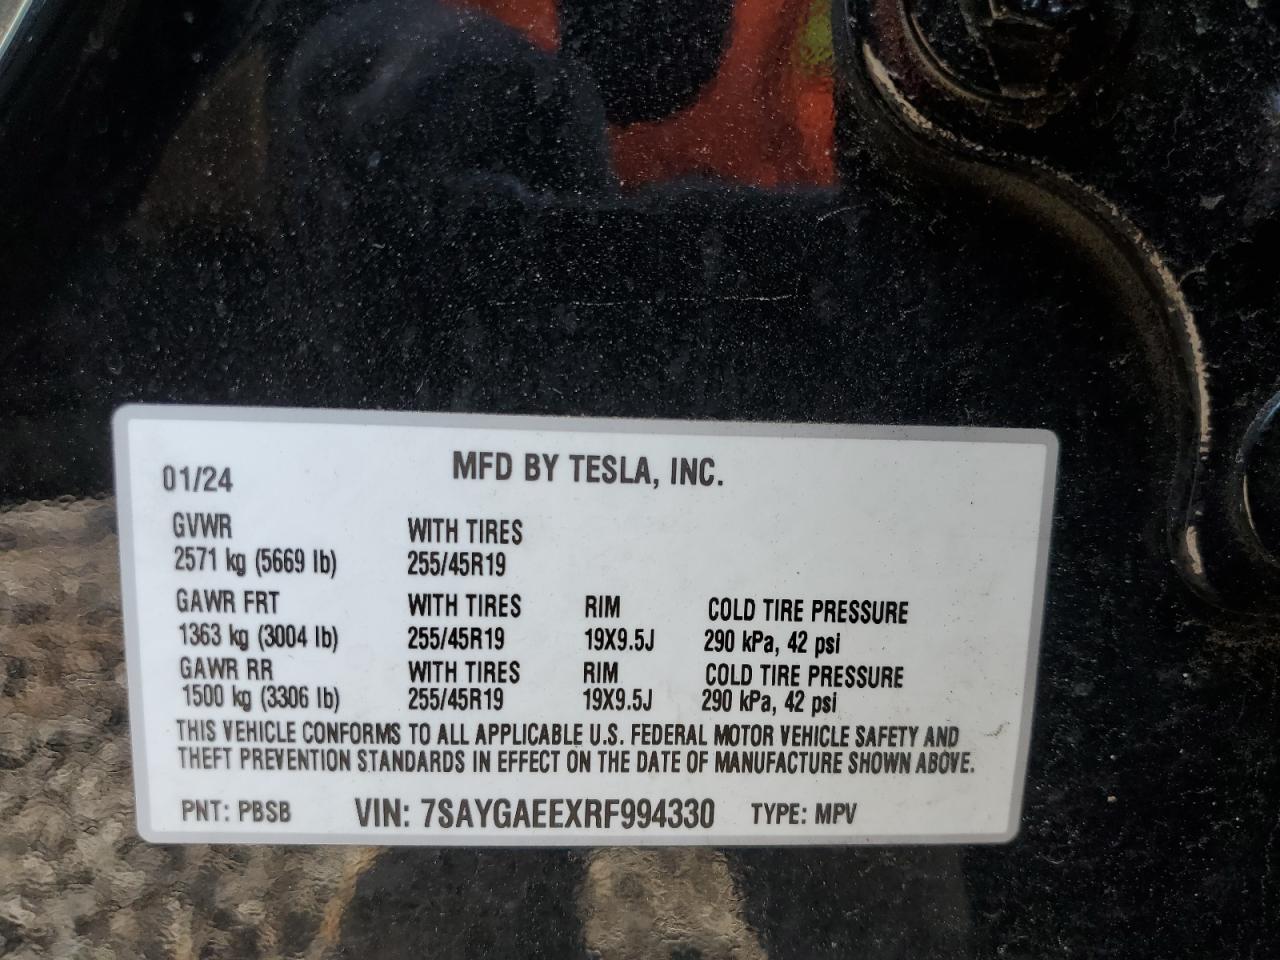 01/24 MFD BY TESLA, INC.
GVWR WITH TIRES
2571 kg (5669 lb) 255/45R19
GAWR FRT WITH TIRES RIM COLD TIRE PRESSURE
1363 kg (3004 lb) 255/45R19 19X9.5J 290 kPa, 42 psi
GAWR RR WITH TIRES RIM COLD TIRE PRESSURE
1500 kg (3306 lb) 255/45R19 19X9.5J 290 kPa, 42 psi
THIS VEHICLE CONFORMS TO ALL APPLICABLE U.S. FEDERAL MOTOR VEHICLE SAFETY AND
THEFT PREVENTION STANDARDS IN EFFECT ON THE DATE OF MANUFACTURE SHOWN ABOVE.
PNT: PBSB VIN: 7SAYGAEEXRF994330 TYPE: MPV